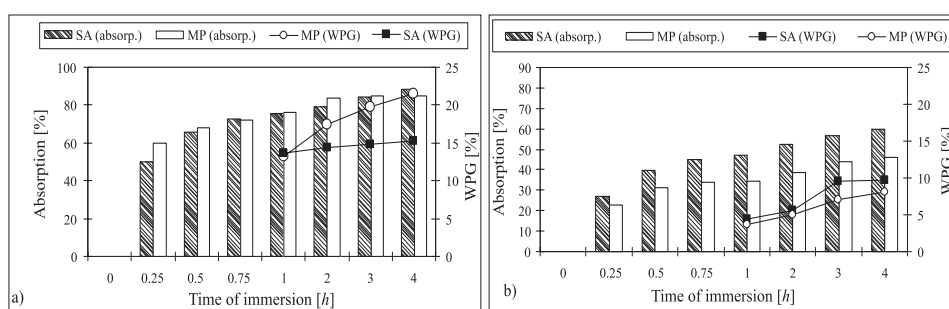 SA (absorp.) MP (absorp.) MP (WPG) SA (WPG)
100
80
60
40
20
0
Absorption [%]
25
20
15
10
5
0
WPG [%]
0 0.25 0.5 0.75 1 2 3 4
Time of immersion [h]
a)
SA (absorp.) MP (absorp.) SA (WPG) MP (WPG)
90
80
70
60
50
40
30
20
10
0
Absorption [%]
25
20
15
10
5
0
WPG [%]
0 0.25 0.5 0.75 1 2 3 4
Time of immersion [h]
b)